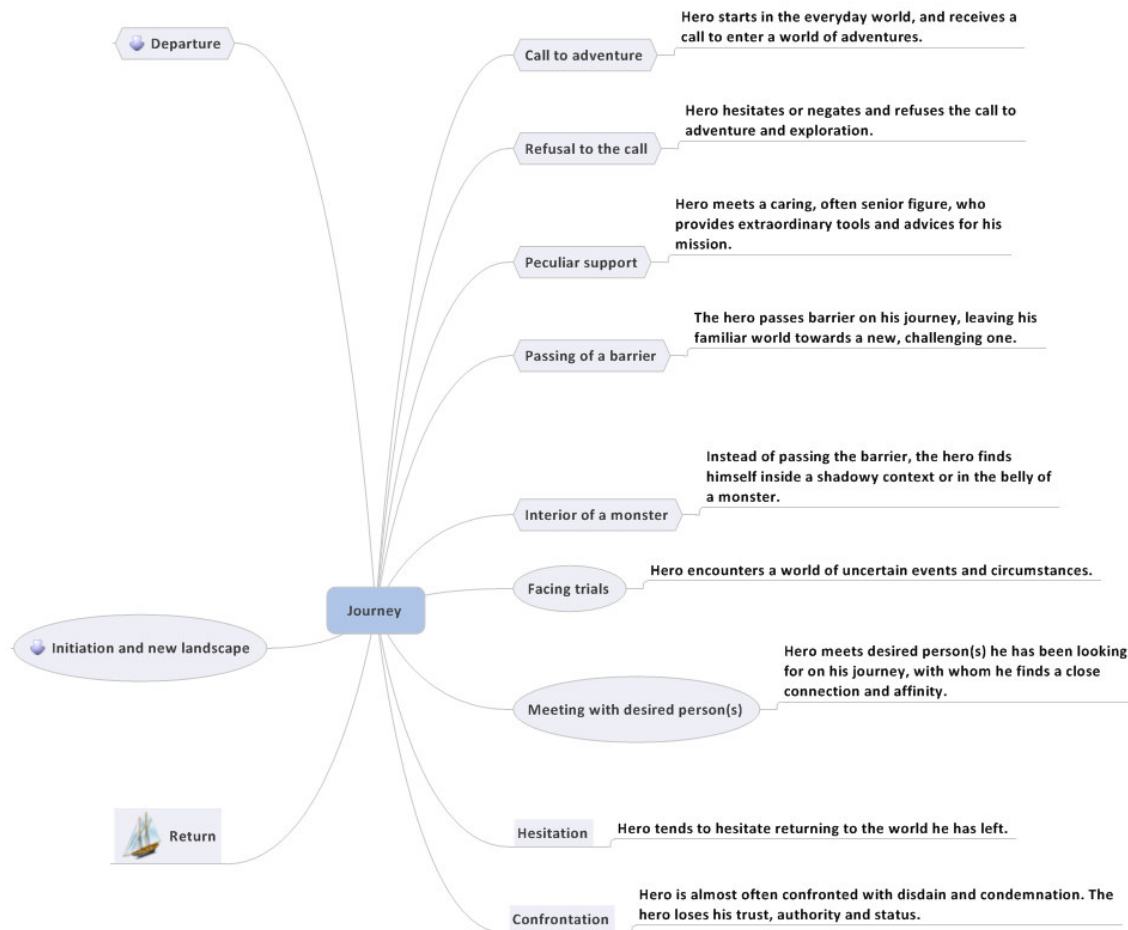 Departure
Call to adventure
Hero starts in the everyday world, and receives a
call to enter a world of adventures.
Refusal to the call
Hero hesitates or negates and refuses the call to
adventure and exploration.
Peculiar support
Hero meets a caring, often senior figure, who
provides extraordinary tools and advices for his
mission.
Passing of a barrier
The hero passes barrier on his journey, leaving his
familiar world towards a new, challenging one.
Interior of a monster
Instead of passing the barrier, the hero finds
himself inside a shadowy context or in the belly of
a monster.
Facing trials
Hero encounters a world of uncertain events and circumstances.
Journey
Initiation and new landscape
Meeting with desired person(s)
Hero meets desired person(s) he has been looking
for on his journey, with whom he finds a close
connection and affinity.
Return
Hesitation
Hero tends to hesitate returning to the world he has left.
Confrontation
Hero is almost often confronted with disdain and condemnation. The
hero loses his trust, authority and status.